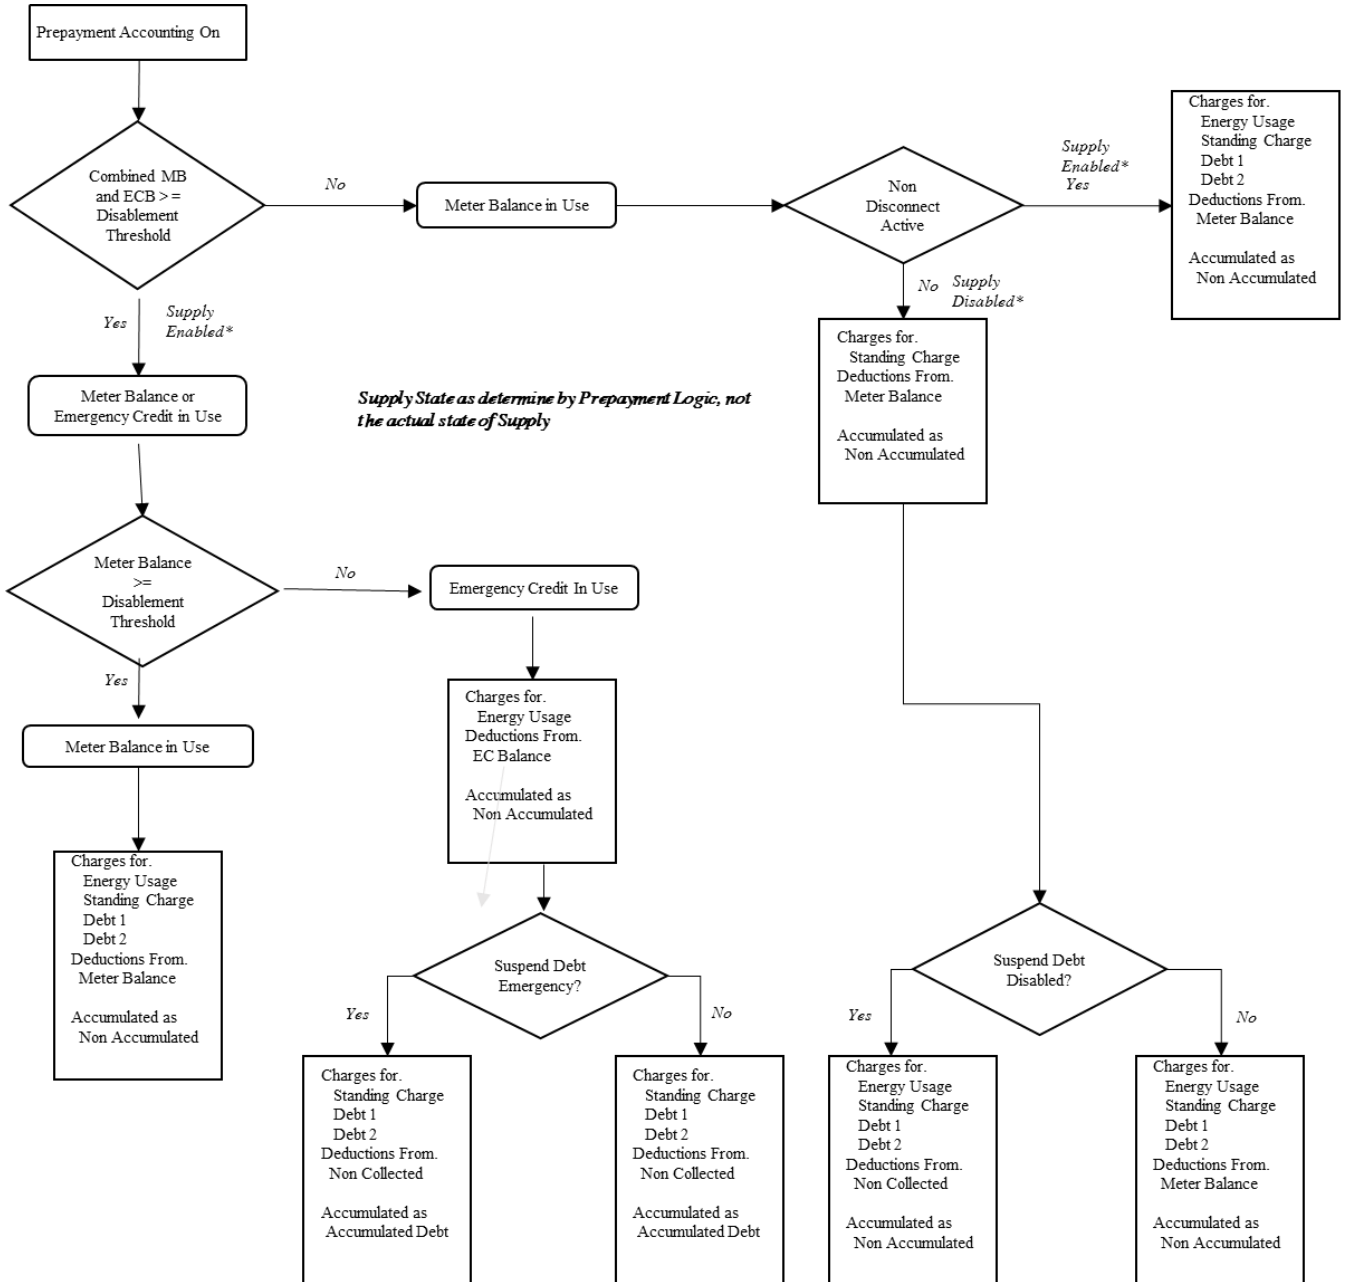 Prepayment Accounting On
Combined MB
and ECB >=
Disablement
Threshold
No
Meter Balance in Use
Non
Disconnect
Active
Supply
Enabled*
Yes
Charges for.
Energy Usage
Standing Charge
Debt 1
Debt 2
Deductions From.
Meter Balance
Accumulated as
Non Accumulated
Yes
Supply
Enabled*
No
Supply
Disabled*
Charges for.
Standing Charge
Deductions From.
Meter Balance
Accumulated as
Non Accumulated
Meter Balance or
Emergency Credit in Use
Supply State as determine by Prepayment Logic, not
the actual state of Supply
Meter Balance
>=
Disablement
Threshold
No
Emergency Credit In Use
Yes
Meter Balance in Use
Charges for.
Energy Usage
Deductions From.
EC Balance
Accumulated as
Non Accumulated
Charges for.
Energy Usage
Standing Charge
Debt 1
Debt 2
Deductions From.
Meter Balance
Accumulated as
Non Accumulated
Suspend Debt
Emergency?
Yes
No
Suspend Debt
Disabled?
Yes
No
Charges for.
Standing Charge
Debt 1
Debt 2
Deductions From.
Non Collected
Accumulated as
Accumulated Debt
Charges for.
Standing Charge
Debt 1
Debt 2
Deductions From.
Non Collected
Accumulated as
Accumulated Debt
Charges for.
Energy Usage
Standing Charge
Debt 1
Debt 2
Deductions From.
Non Collected
Accumulated as
Non Accumulated
Charges for.
Energy Usage
Standing Charge
Debt 1
Debt 2
Deductions From.
Meter Balance
Accumulated as
Non Accumulated